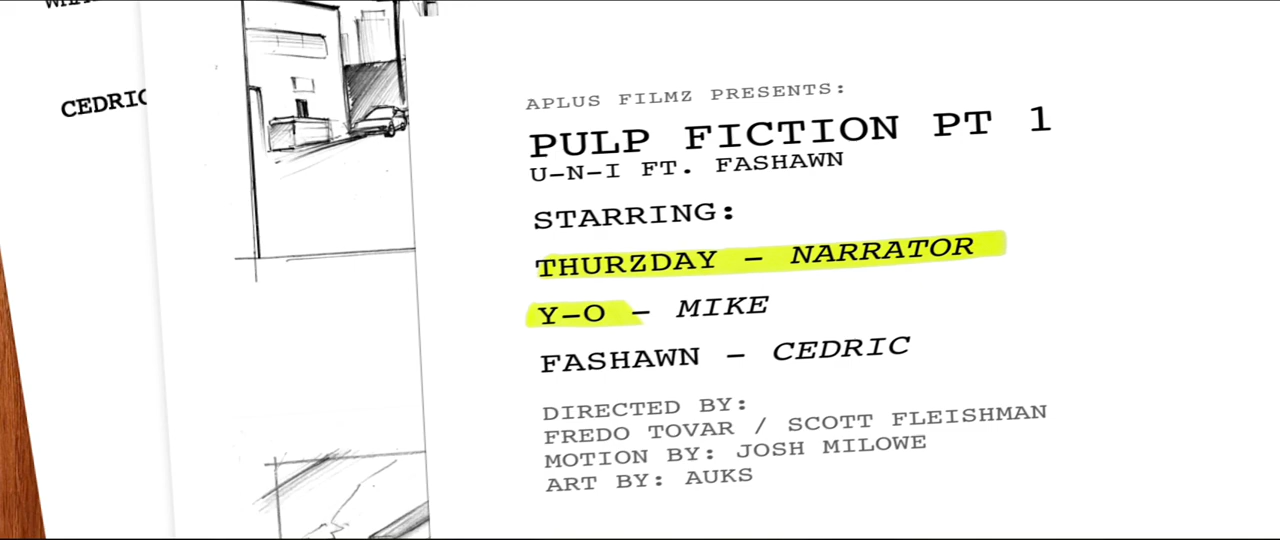 CEDRIC
APLUS FILMZ PRESENTS:
PULP FICTION PT 1
U-N-I FT. FASHAWN
STARRING:
THURZDAY - NARRATOR
Y-O - MIKE
FASHAWN - CEDRIC
DIRECTED BY:
FREDO TOVAR / SCOTT FLEISHMAN
MOTION BY: JOSH MILOWE
ART BY: AUKS